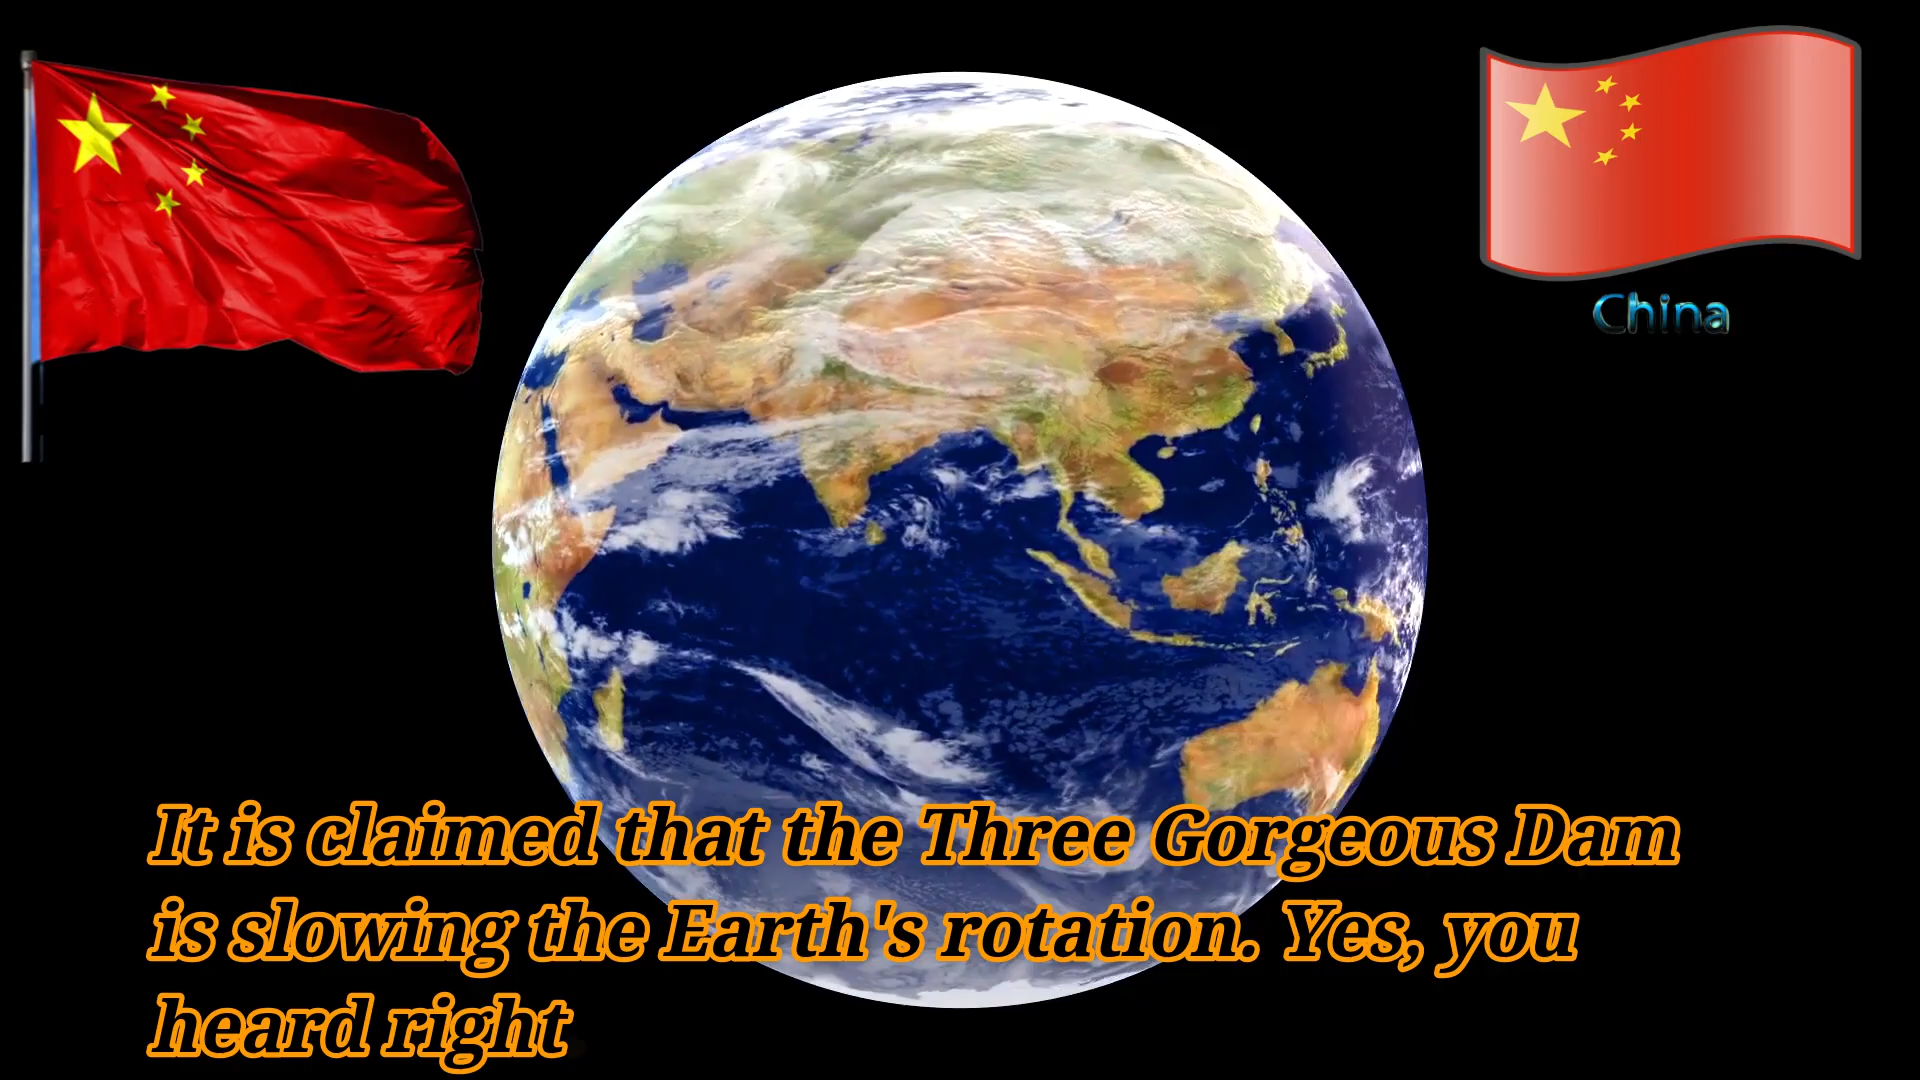 China
It is claimed that the Three Gorgeous Dam
is slowing the Earth's rotation. Yes, you
heard right